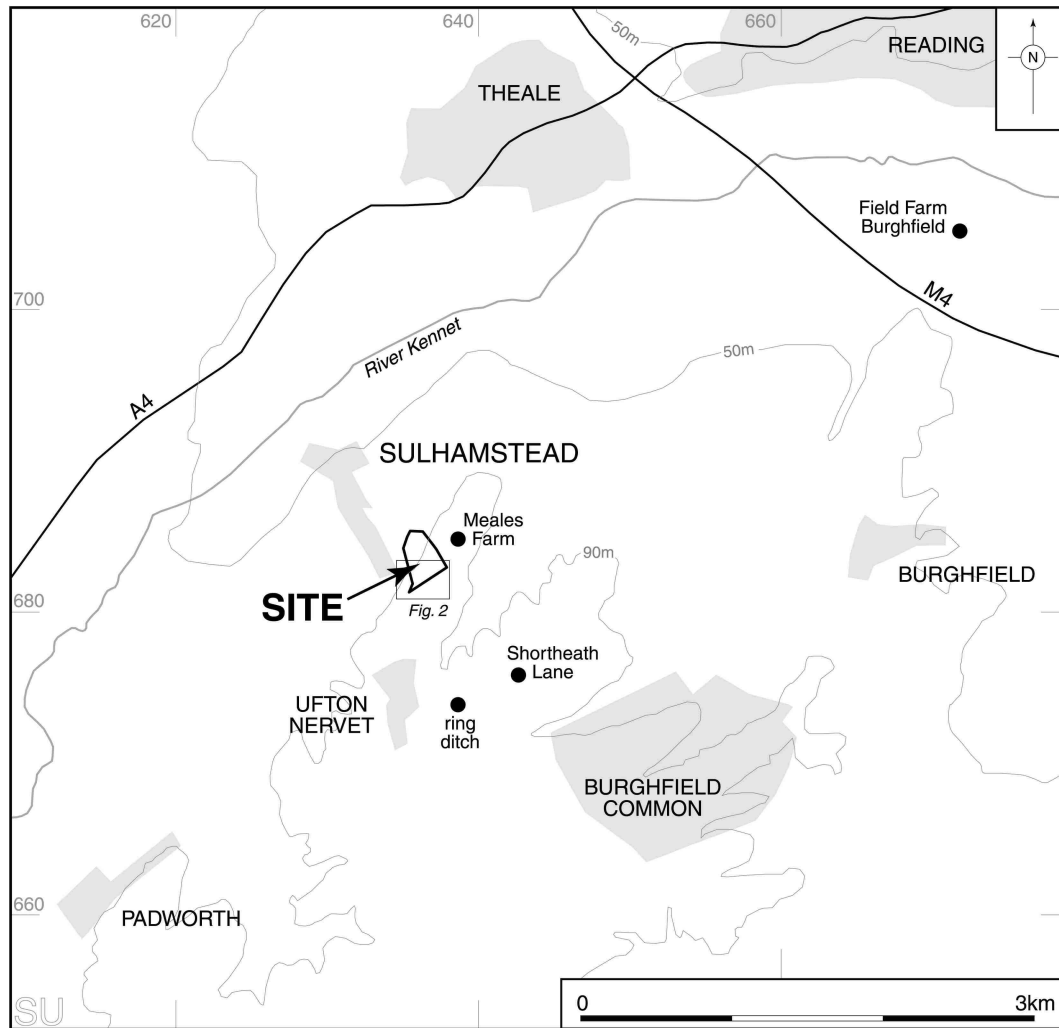 620
640
660
50m
READING
N
THEALE
Field Farm
Burghfield
700
M4
River Kennet
50m
A4
SULHAMSTEAD
Meales
Farm
90m
BURGHFIELD
SITE
680
Fig. 2
Shortheath
Lane
UFTON
NERVET
ring
ditch
BURGHFIELD
COMMON
660
PADWORTH
SU
0
3km